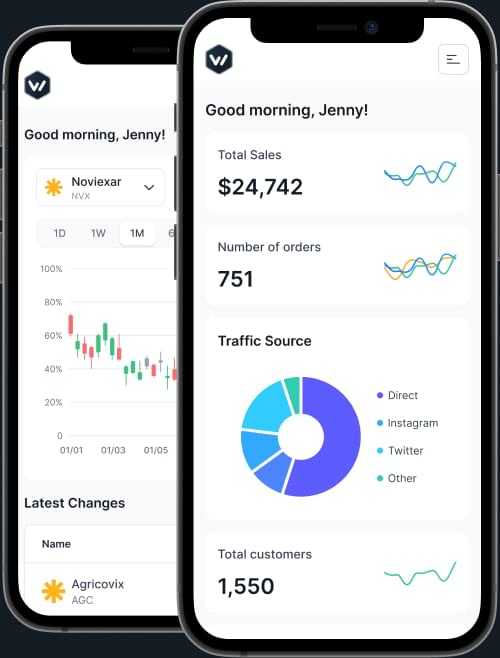 Good morning, Jenny!
Noviexar
NVX
1D 1W 1M 6
100%
80%
60%
40%
20%
0
01/01 01/03 01/05
Latest Changes
Name
Agricovix
AGC
Good morning, Jenny!
Total Sales
$24,742
Number of orders
751
Traffic Source
Direct
Instagram
Twitter
Other
Total customers
1,550